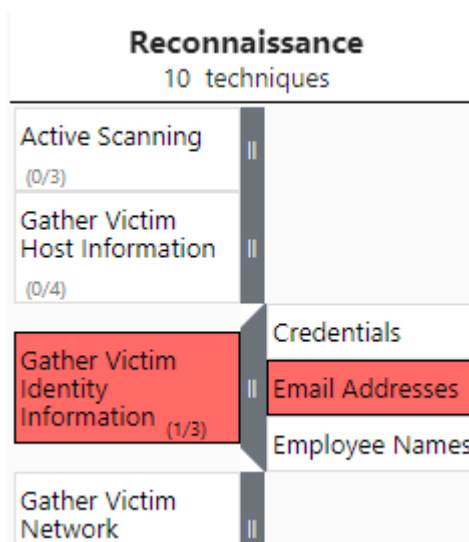 Reconnaissance
10 techniques
Active Scanning
(0/3)
Gather Victim
Host Information
(0/4)
Gather Victim
Identity
Information (1/3)
Credentials
Email Addresses
Employee Names
Gather Victim
Network